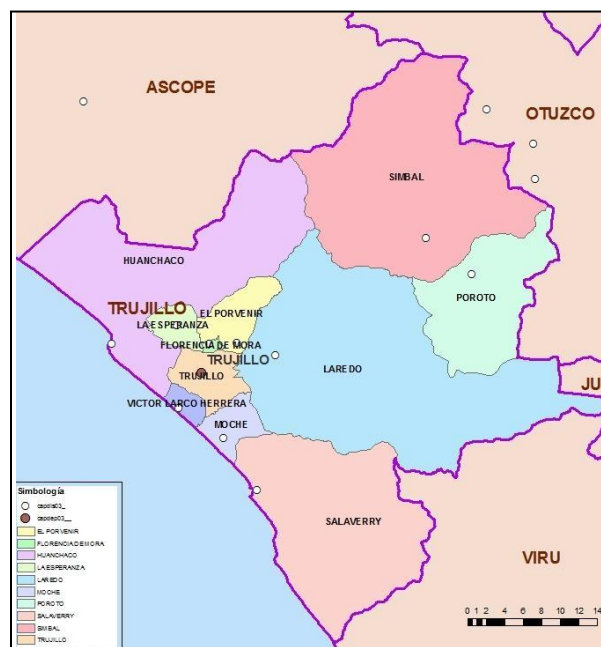 ASCOPE
OTUZCO
SIMBAL
HUANCHACO
POROTO
TRUJILLO
EL PORVENIR
LA ESPERANZA
FLORENCIA DE MORA
TRUJILLO
LAREDO
TRUJILLO
JU
VICTOR LARCO HERRERA
MOCHE
SALAVERRY
VIRU
Simbología
capdis03_
capdep03__
EL PORVENIR
FLORENCIA DE MORA
HUANCHACO
LA ESPERANZA
LAREDO
MOCHE
POROTO
SALAVERRY
SIMBAL
TRUJILLO
0 1 2 4 6 8 10 12 14